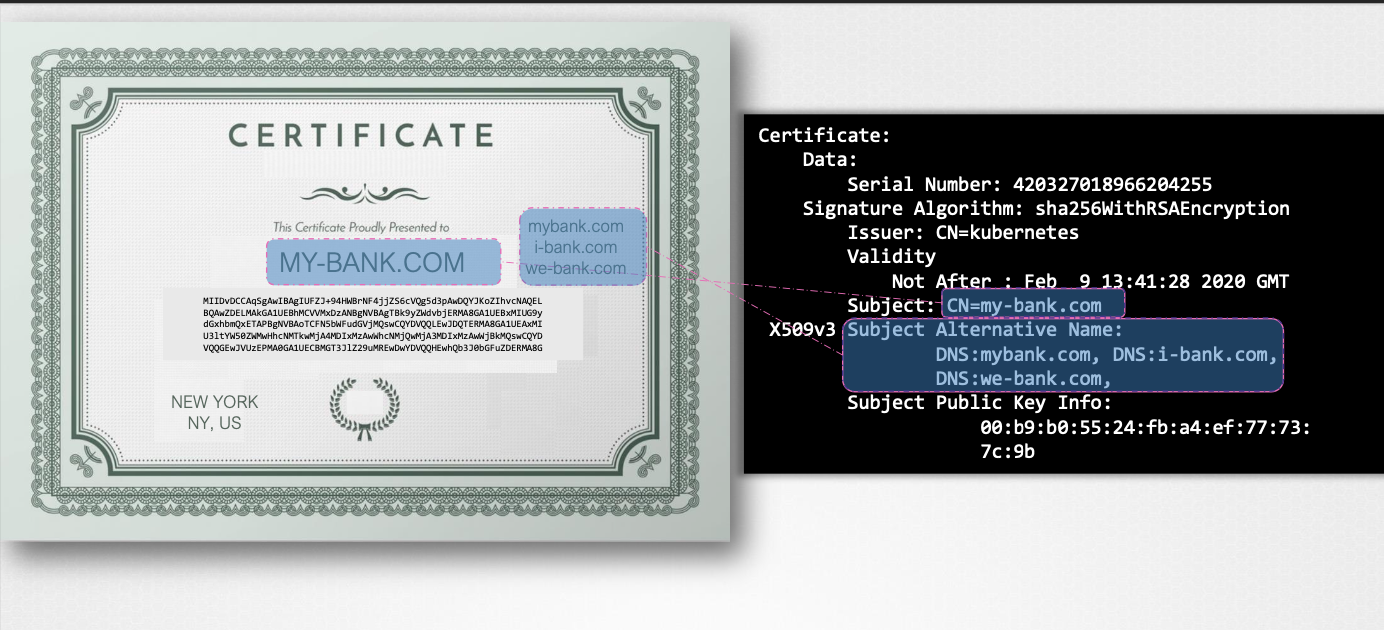 CERTIFICATE
This Certificate Proudly Presented to
MY-BANK.COM
mybank.com
i-bank.com
we-bank.com
MIIDvDCCAqSgAwIBAgIUFZJ+94HWBrNF4jjZS6cVQg5d3pAwDQYJKoZIhvcNAQEL
BQAwZDELMAkGA1UEBhMCVVMxDzANBgNVBAgTBk9yZWdvbjERMA8GA1UEBxMIUG9y
dGxhbmQxETAPBgNVBAoTCFN5bWFudGVjMQswCQYDVQQLEwJDQTERMA8GA1UEAxMI
U3ltYW50ZWMwHhcNMTkwMjA4MDIxMzAwWhcNMjQwMjA3MDIxMzAwWjBkMQswCQYD
VQQGEwJVUzEPMA0GA1UECBMGT3JlZ29uMREwDwYDVQQHEwhQb3J0bGFuZDERMA8G
NEW YORK
NY, US
Certificate:
Data:
Serial Number: 420327018966204255
Signature Algorithm: sha256WithRSAEncryption
Issuer: CN=kubernetes
Validity
Not After : Feb  9 13:41:28 2020 GMT
Subject: CN=my-bank.com
X509v3 Subject Alternative Name:
DNS:mybank.com, DNS:i-bank.com,
DNS:we-bank.com,
Subject Public Key Info:
00:b9:b0:55:24:fb:a4:ef:77:73:
7c:9b